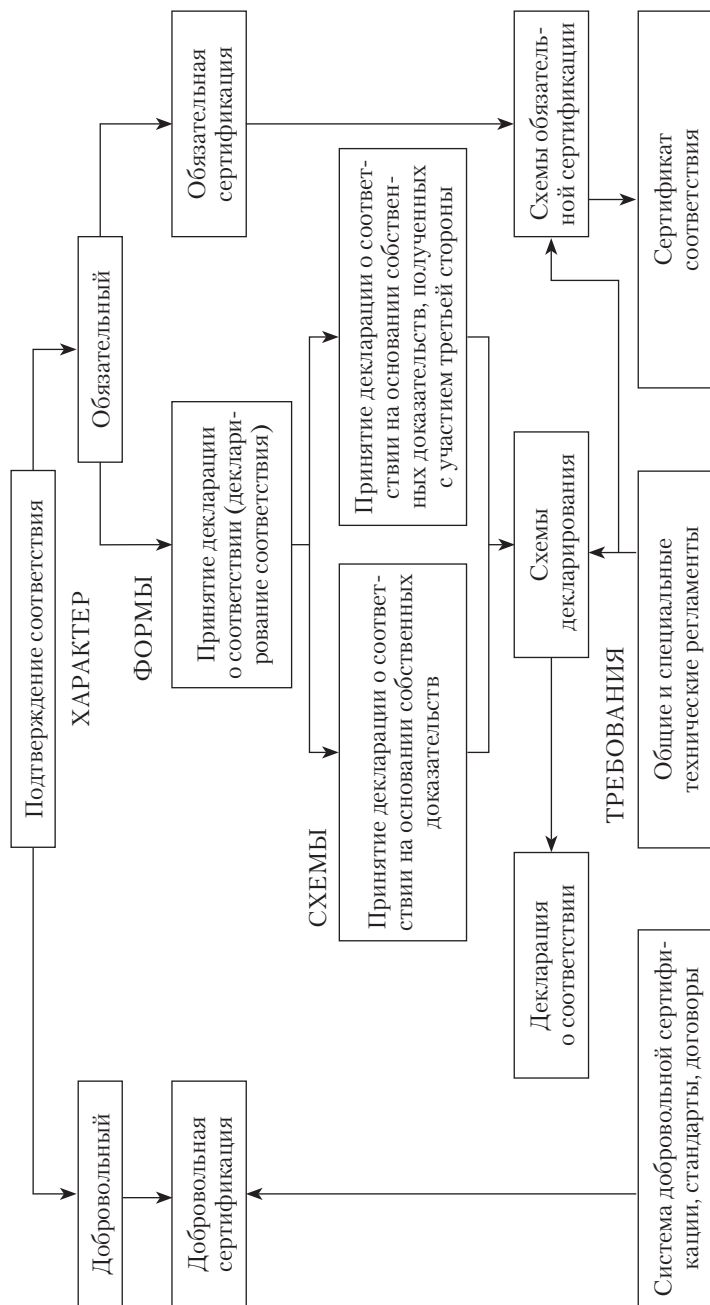 Подтверждение соответствия
ХАРАКТЕР
Добровольный
Обязательный
ФОРМЫ
Добровольная
сертификация
Принятие декларации
о соответствии (деклари-
рование соответствия)
Обязательная
сертификация
СХЕМЫ
Принятие декларации о соответ-
ствии на основании собственных
доказательств
Принятие декларации о соответ-
ствии на основании собствен-
ных доказательств, полученных
с участием третьей стороны
Декларация
о соответствии
Схемы
декларирования
Схемы обязатель-
ной сертификации
ТРЕБОВАНИЯ
Система добровольной сертифи-
кации, стандарты, договоры
Общие и специальные
технические регламенты
Сертификат
соответствия